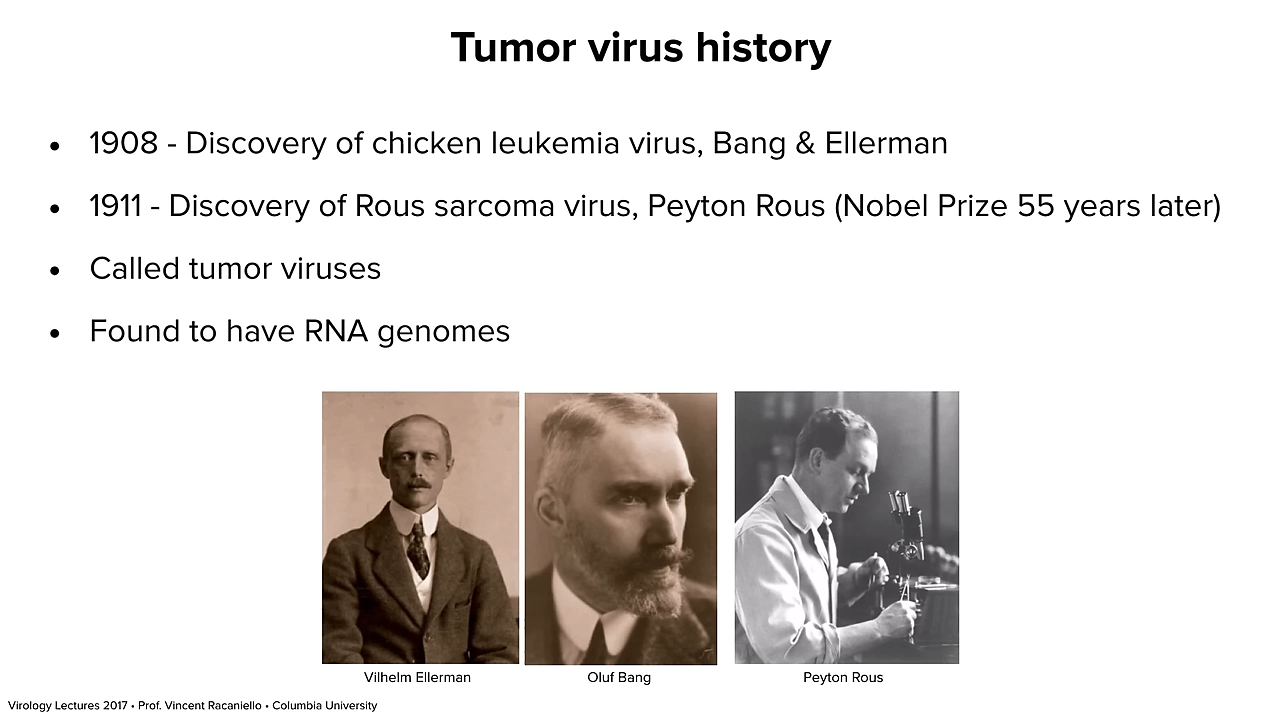 Tumor virus history
• 1908 - Discovery of chicken leukemia virus, Bang & Ellerman
• 1911 - Discovery of Rous sarcoma virus, Peyton Rous (Nobel Prize 55 years later)
• Called tumor viruses
• Found to have RNA genomes
Vilhelm Ellerman
Oluf Bang
Peyton Rous
Virology Lectures 2017 • Prof. Vincent Racaniello • Columbia University